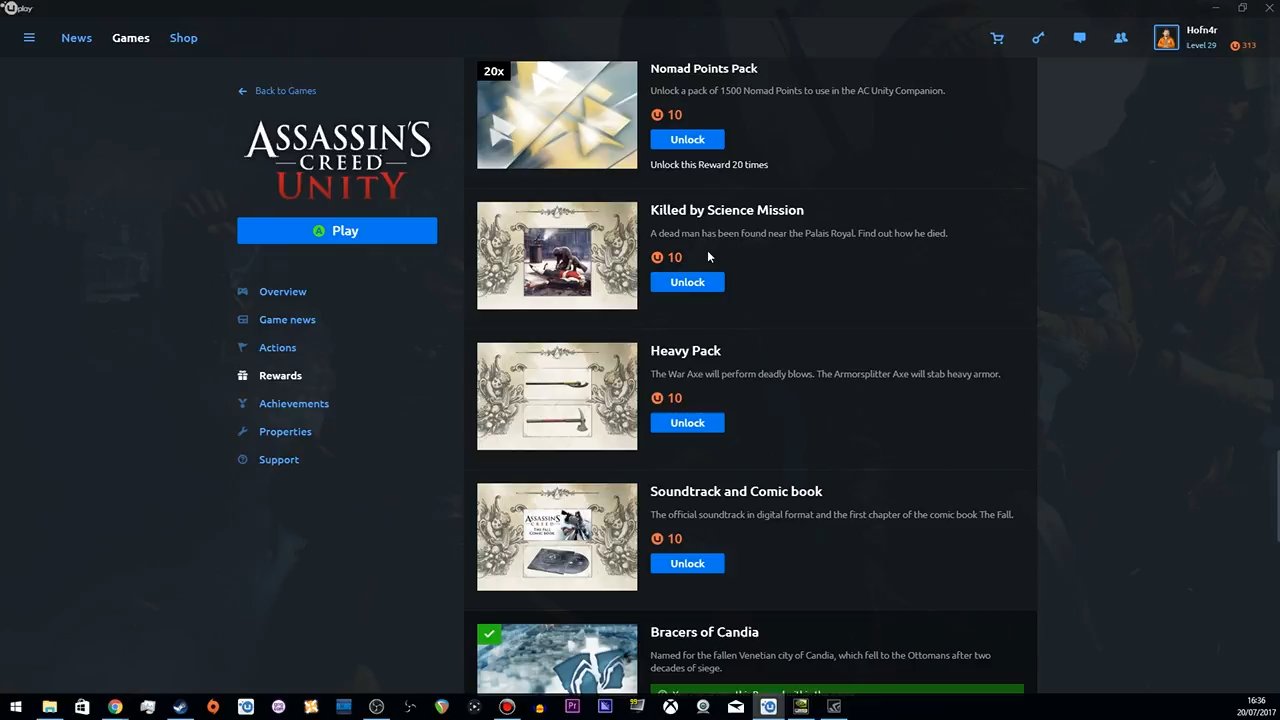 uplay
News
Games
Shop
Hofn4r
Level 29
313
Back to Games
ASSASSIN'S
CREED
UNITY
Play
Overview
Game news
Actions
Rewards
Achievements
Properties
Support
20x
Nomad Points Pack
Unlock a pack of 1500 Nomad Points to use in the AC Unity Companion.
10
Unlock
Unlock this Reward 20 times
Killed by Science Mission
A dead man has been found near the Palais Royal. Find out how he died.
10
Unlock
Heavy Pack
The War Axe will perform deadly blows. The Armorsplitter Axe will stab heavy armor.
10
Unlock
ASSASSIN'S
CREED
THE FALL
COMIC BOOK
Soundtrack and Comic book
The official soundtrack in digital format and the first chapter of the comic book The Fall.
10
Unlock
Bracers of Candia
Named for the fallen Venetian city of Candia, which fell to the Ottomans after two
decades of siege.
Pr
16:36
20/07/2017